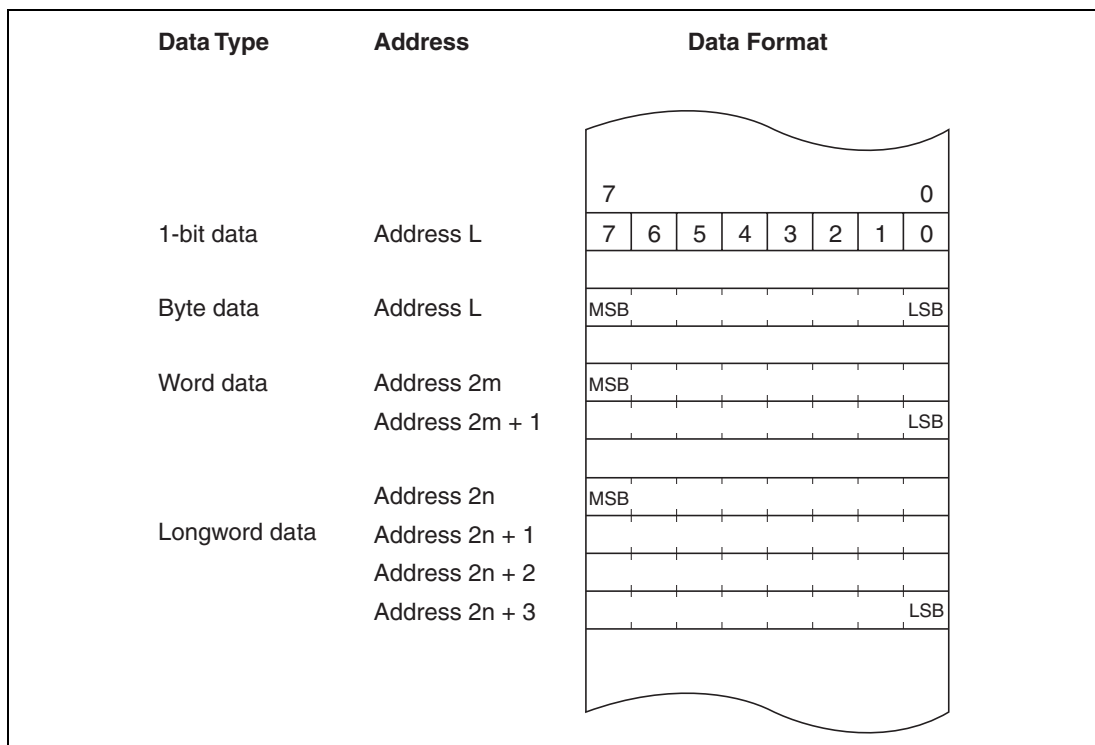 Data Type Address Data Format
7 0
1-bit data Address L 7 6 5 4 3 2 1 0
Byte data Address L MSB LSB
Word data Address 2m MSB
Address 2m + 1 LSB
Address 2n MSB
Longword data Address 2n + 1
Address 2n + 2
Address 2n + 3 LSB